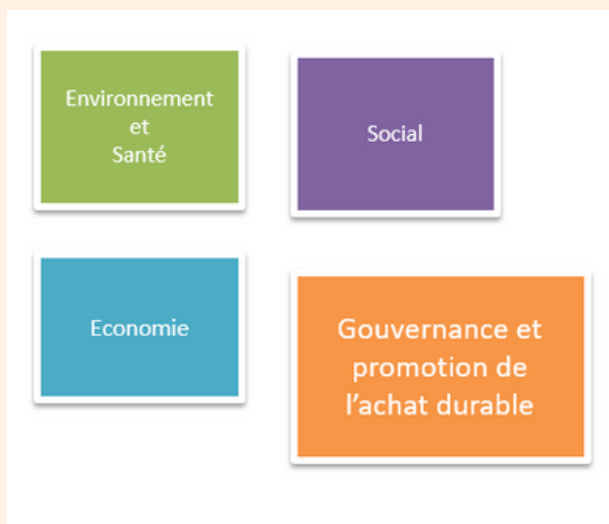 Environnement
et
Santé
Social
Economie
Gouvernance et
promotion de
l'achat durable